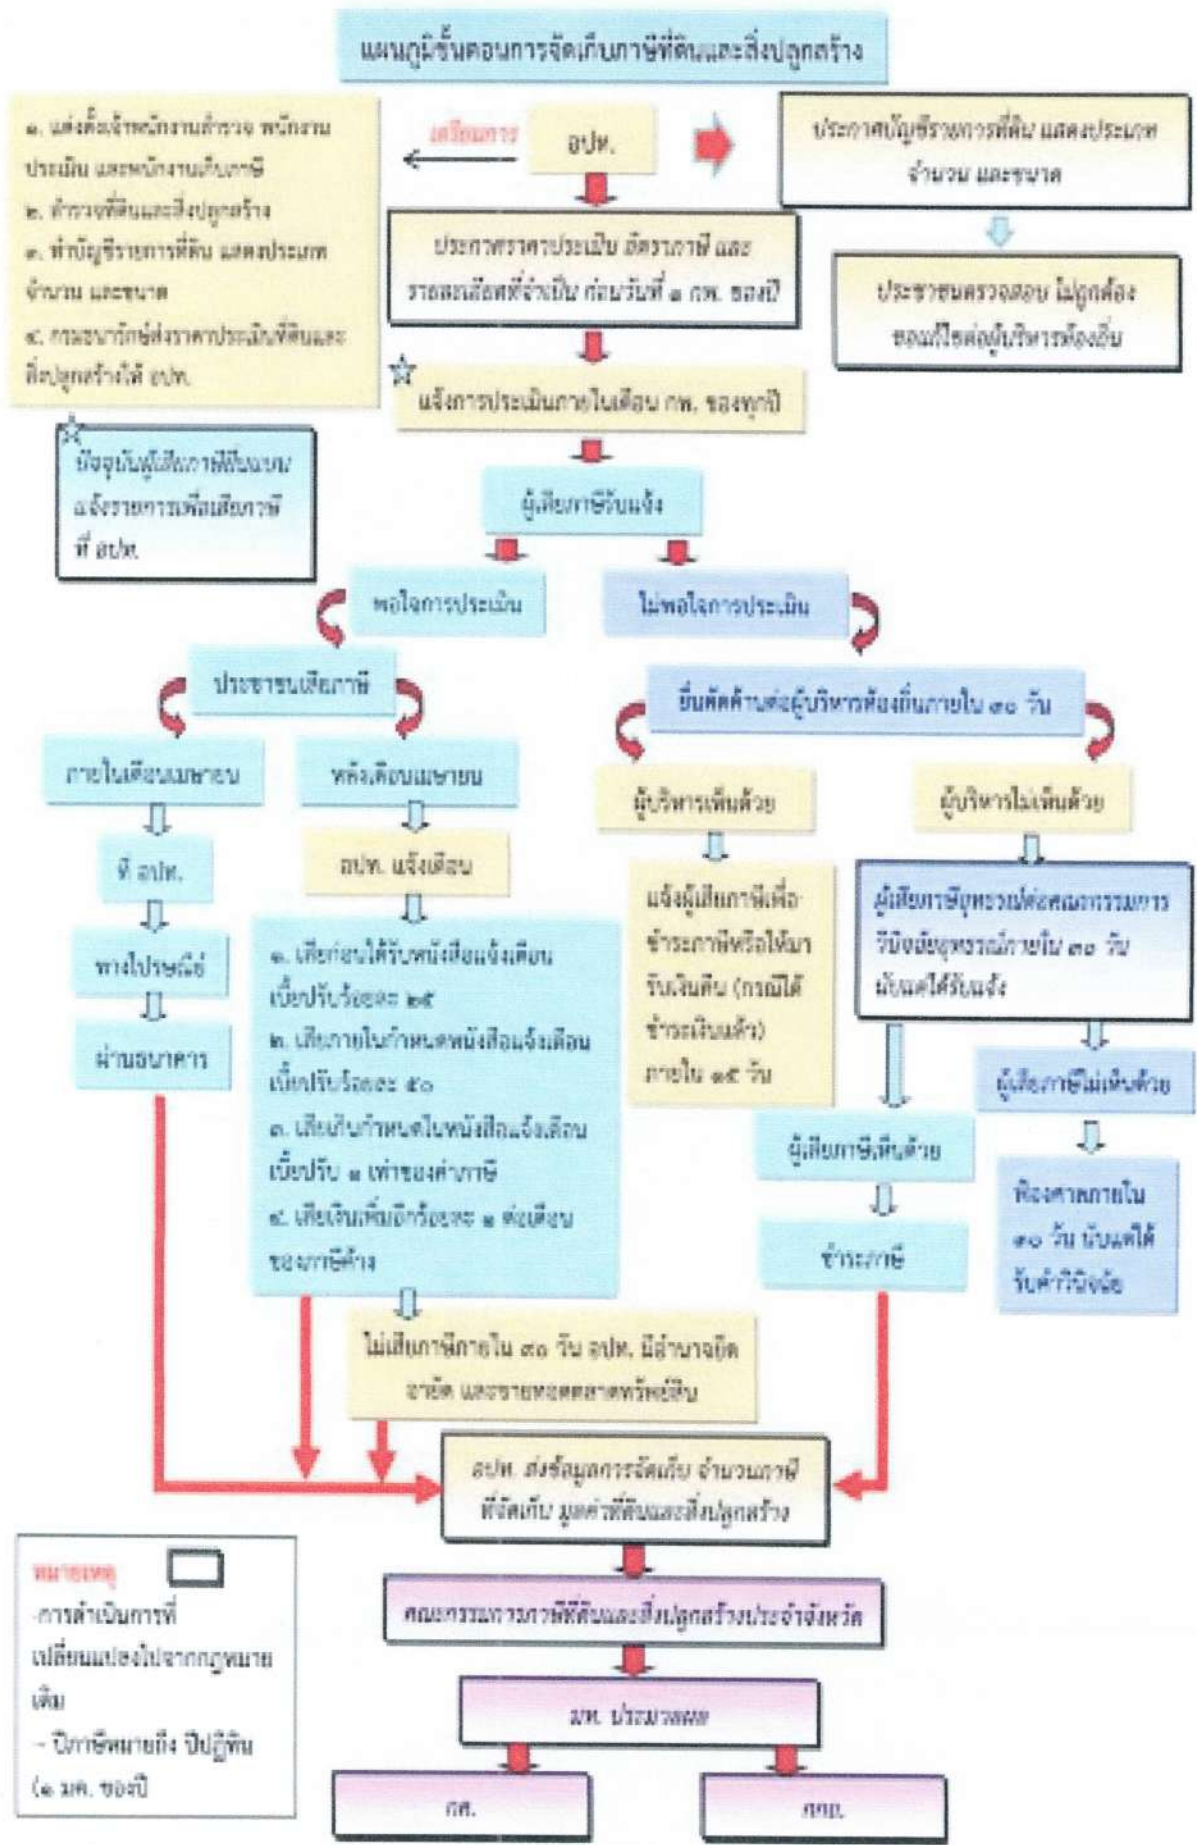 แผนภูมิขั้นตอนการจัดเก็บภาษีที่ดินและสิ่งปลูกสร้าง
๑. แต่งตั้งเจ้าพนักงานสำรวจ พนักงาน
ประเมิน และพนักงานเก็บภาษี
๒. สำรวจที่ดินและสิ่งปลูกสร้าง
๓. ทำบัญชีรายการที่ดิน แสดงประเภท
จำนวน และขนาด
๔. กรมธนารักษ์ส่งราคาประเมินที่ดินและ
สิ่งปลูกสร้างให้ อปท.
เตรียมการ
อปท.
ประกาศบัญชีรายการที่ดิน แสดงประเภท
จำนวน และขนาด
ประกาศราคาประเมิน อัตราภาษี และ
รายละเอียดที่จำเป็น ก่อนวันที่ ๑ กพ. ของปี
ประชาชนตรวจสอบ ไม่ถูกต้อง
ขอแก้ไขต่อผู้บริหารท้องถิ่น
แจ้งการประเมินภายในเดือน กพ. ของทุกปี
ปัจจุบันผู้เสียภาษียื่นแบบ
แจ้งรายการเพื่อเสียภาษี
ที่ อปท.
ผู้เสียภาษีรับแจ้ง
พอใจการประเมิน
ไม่พอใจการประเมิน
ประชาชนเสียภาษี
ยื่นคัดค้านต่อผู้บริหารท้องถิ่นภายใน ๓๐ วัน
ภายในเดือนเมษายน
หลังเดือนเมษายน
ผู้บริหารเห็นด้วย
ผู้บริหารไม่เห็นด้วย
ที่ อปท.
อปท. แจ้งเตือน
แจ้งผู้เสียภาษีเพื่อ
ชำระภาษีหรือให้มา
รับเงินคืน (กรณีได้
ชำระเงินแล้ว)
ภายใน ๑๕ วัน
ผู้เสียภาษีอุทธรณ์ต่อคณะกรรมการ
วินิจฉัยอุทธรณ์ภายใน ๓๐ วัน
นับแต่ได้รับแจ้ง
ทางไปรษณีย์
ผ่านธนาคาร
๑. เสียก่อนได้รับหนังสือแจ้งเตือน
เบี้ยปรับร้อยละ ๒๕
๒. เสียภายในกำหนดหนังสือแจ้งเตือน
เบี้ยปรับร้อยละ ๕๐
๓. เสียเกินกำหนดในหนังสือแจ้งเตือน
เบี้ยปรับ ๑ เท่าของค่าภาษี
๔. เสียเงินเพิ่มอีกร้อยละ ๑ ต่อเดือน
ของภาษีค้าง
ผู้เสียภาษีไม่เห็นด้วย
ผู้เสียภาษีเห็นด้วย
ฟ้องศาลภายใน
๓๐ วัน นับแต่ได้
รับคำวินิจฉัย
ชำระภาษี
ไม่เสียภาษีภายใน ๙๐ วัน อปท. มีอำนาจยึด
อายัด และขายทอดตลาดทรัพย์สิน
อปท. ส่งข้อมูลการจัดเก็บ จำนวนภาษี
ที่จัดเก็บ มูลค่าที่ดินและสิ่งปลูกสร้าง
หมายเหตุ
-การดำเนินการที่
เปลี่ยนแปลงไปจากกฎหมาย
เดิม
- ปีภาษีหมายถึง ปีปฏิทิน
(๑ มค. ของปี
คณะกรรมการภาษีที่ดินและสิ่งปลูกสร้างประจำจังหวัด
มท. ประมวลผล
กค.